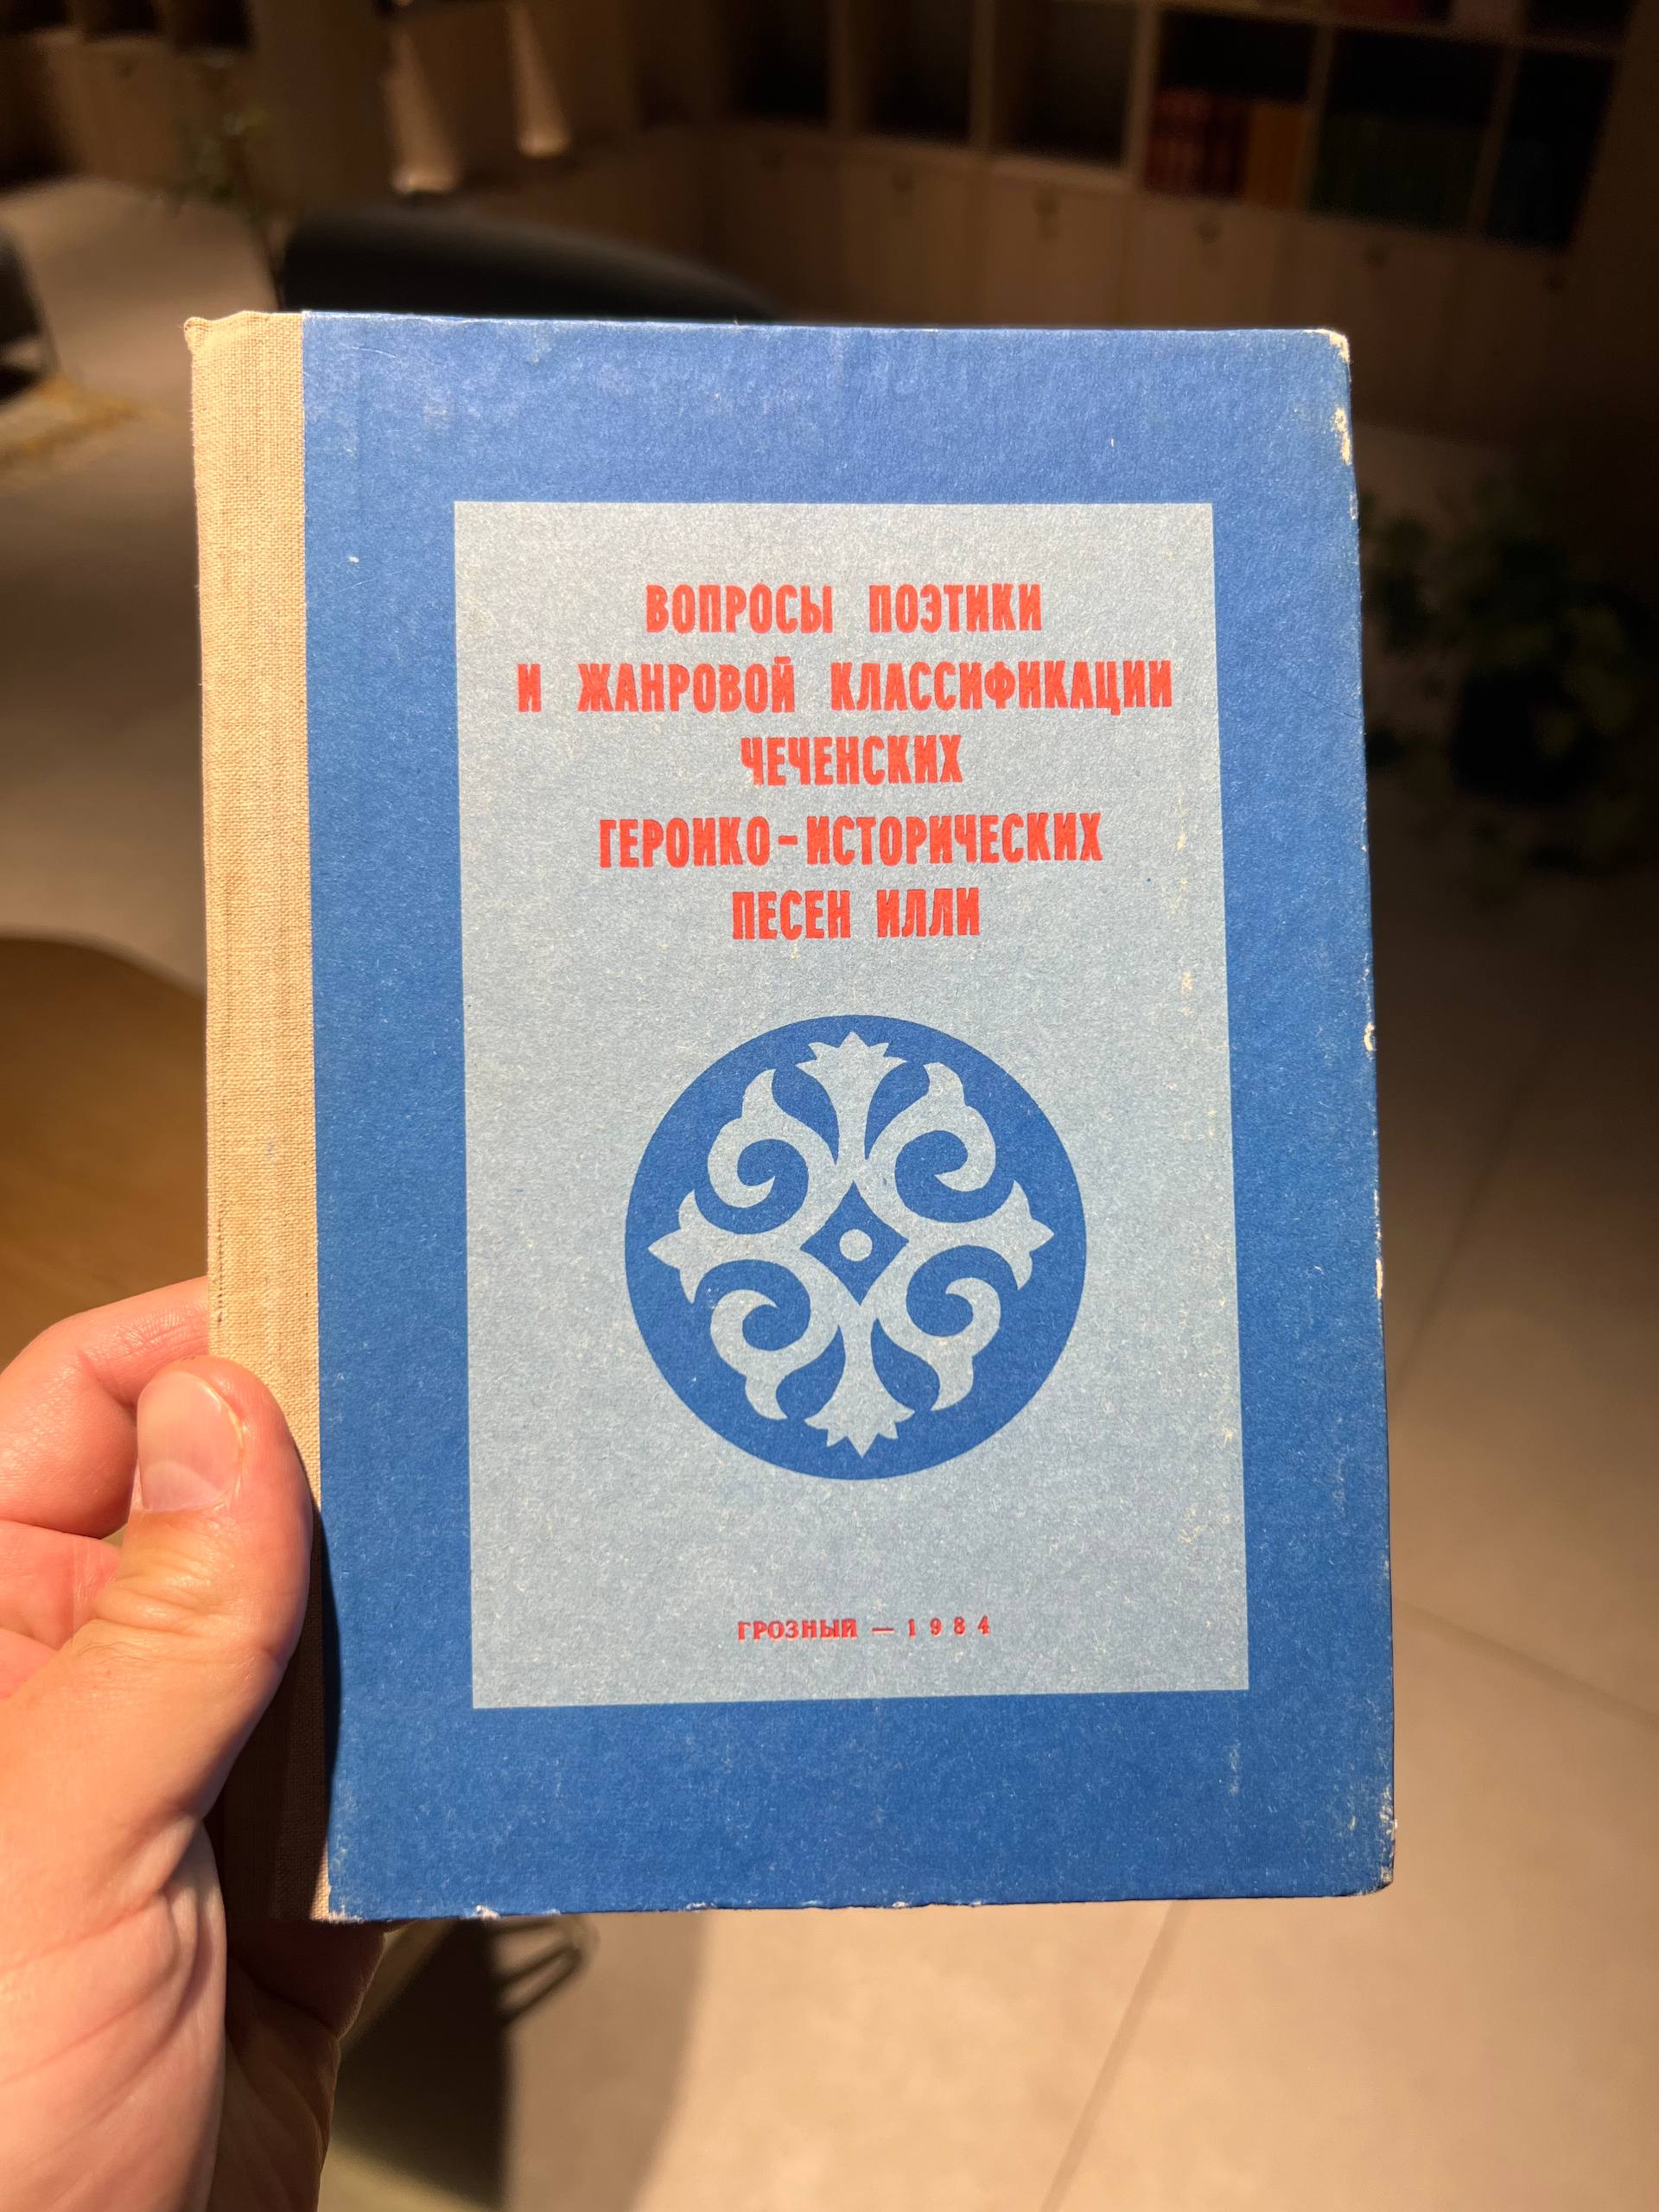 ВОПРОСЫ ПОЭТИКИ
И ЖАНРОВОЙ КЛАССИФИКАЦИИ
ЧЕЧЕНСКИХ
ГЕРОИКО-ИСТОРИЧЕСКИХ
ПЕСЕН ИЛЛИ
ГРОЗНЫЙ — 1984